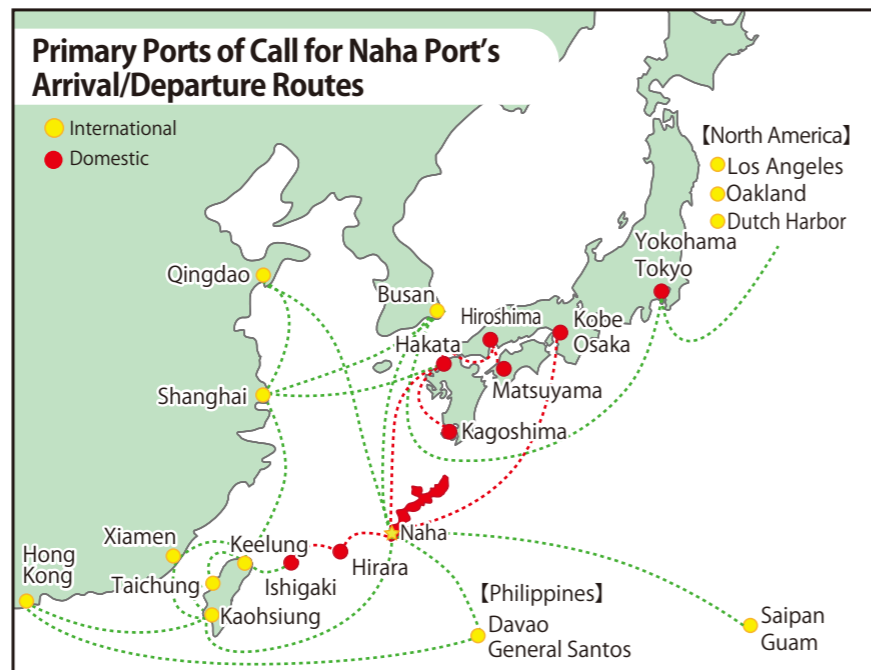 Primary Ports of Call for Naha Port's
Arrival/Departure Routes
International
Domestic
【North America】
Los Angeles
Oakland
Dutch Harbor
Yokohama
Tokyo
Qingdao
Busan
Hiroshima
Kobe
Osaka
Hakata
Matsuyama
Shanghai
Kagoshima
Naha
Xiamen
Keelung
Hong
Kong
Taichung
Ishigaki
Hirara
Kaohsiung
【Philippines】
Davao
General Santos
Saipan
Guam